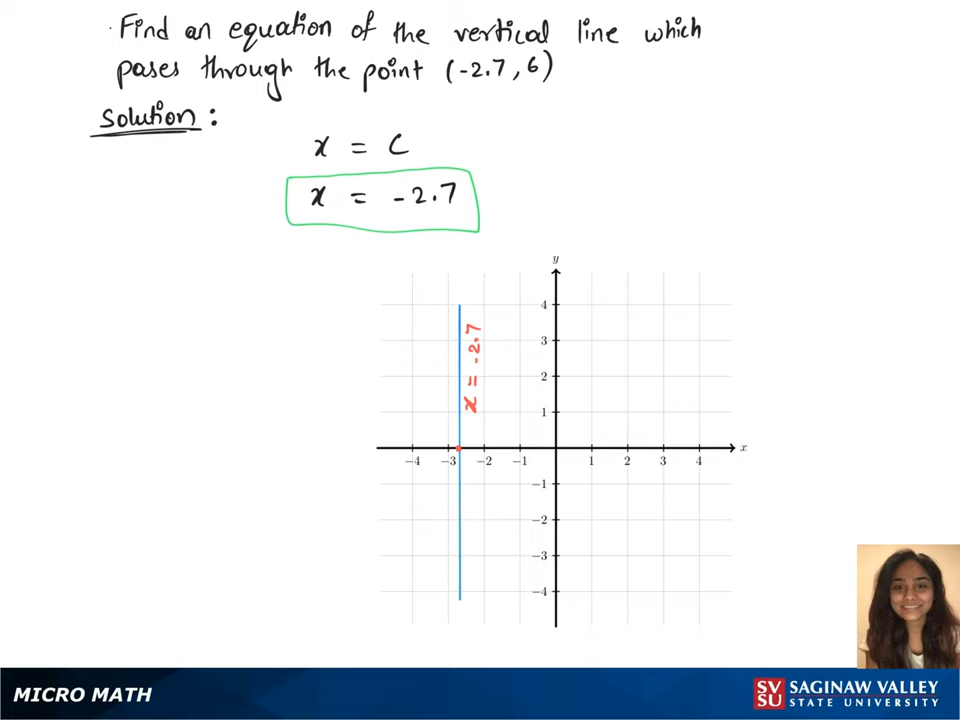 Find an equation of the vertical line which
pases through the point (-2.7, 6)
Solution:
x = C
x = -2.7
y
4
3
2
1
x = -2.7
−4 −3 −2 −1 1 2 3 4 x
−1
−2
−3
−4
MICRO MATH
SV SU SAGINAW VALLEY
STATE UNIVERSITY